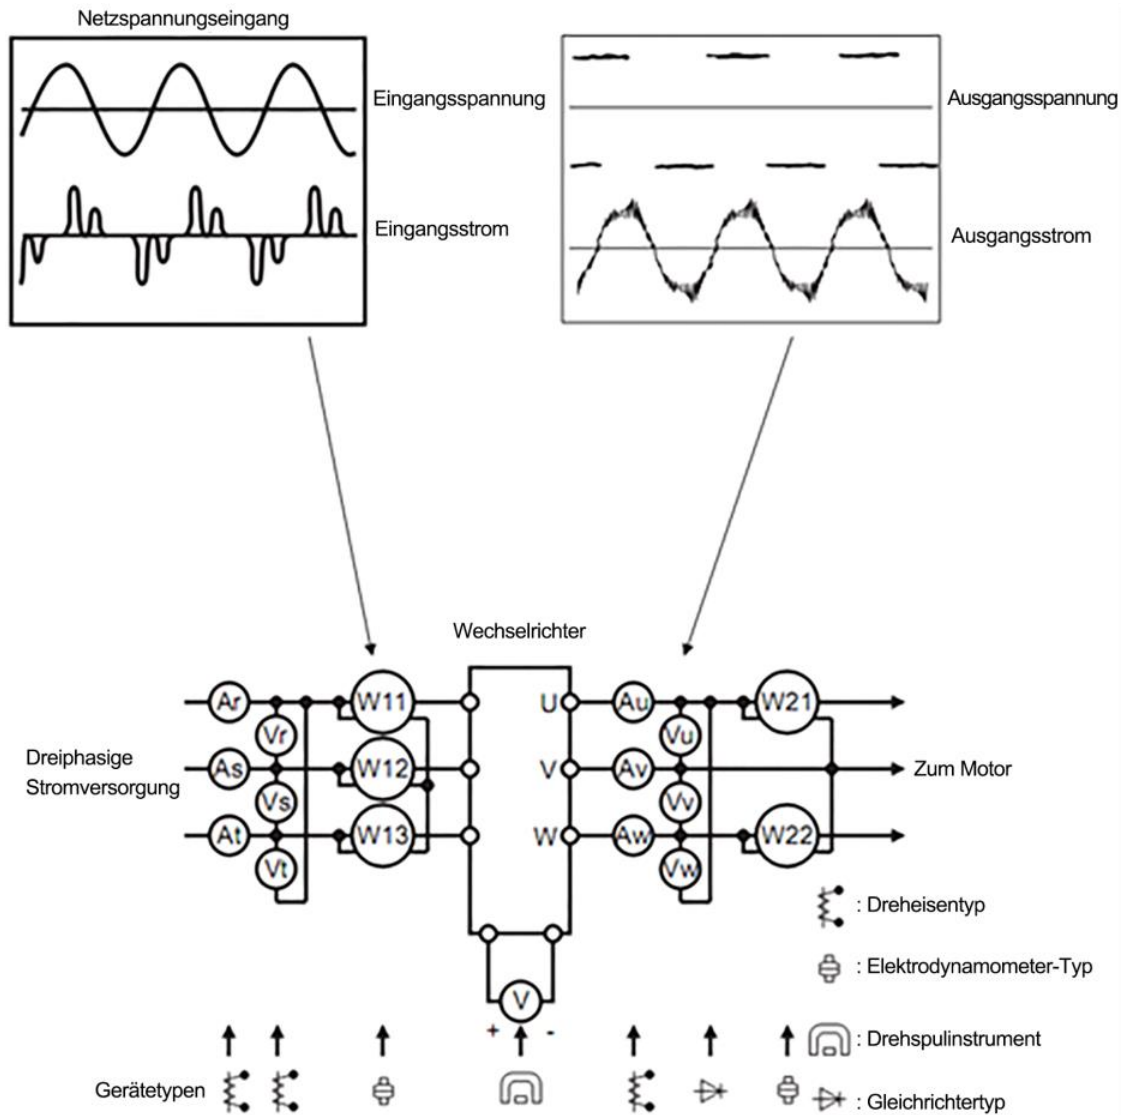 Netzspannungseingang
Eingangsspannung
Eingangsstrom
Ausgangsspannung
Ausgangsstrom
Wechselrichter
Dreiphasige
Stromversorgung
Ar
As
At
Vr
Vs
Vt
W11
W12
W13
U
V
W
Au
Av
Aw
Vu
Vv
Vw
W21
W22
Zum Motor
V
+ -
: Dreheisentyp
: Elektrodynamometer-Typ
: Drehspulinstrument
: Gleichrichtertyp
Gerätetypen